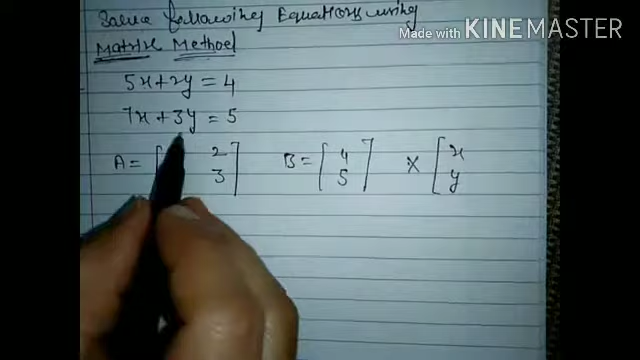 Solve following Equations using
Made with KINEMASTER
Matrix Method
5x+2y = 4
7x+3y = 5
A = [ 2 3 ] B = [ 4 5 ] X [ x y